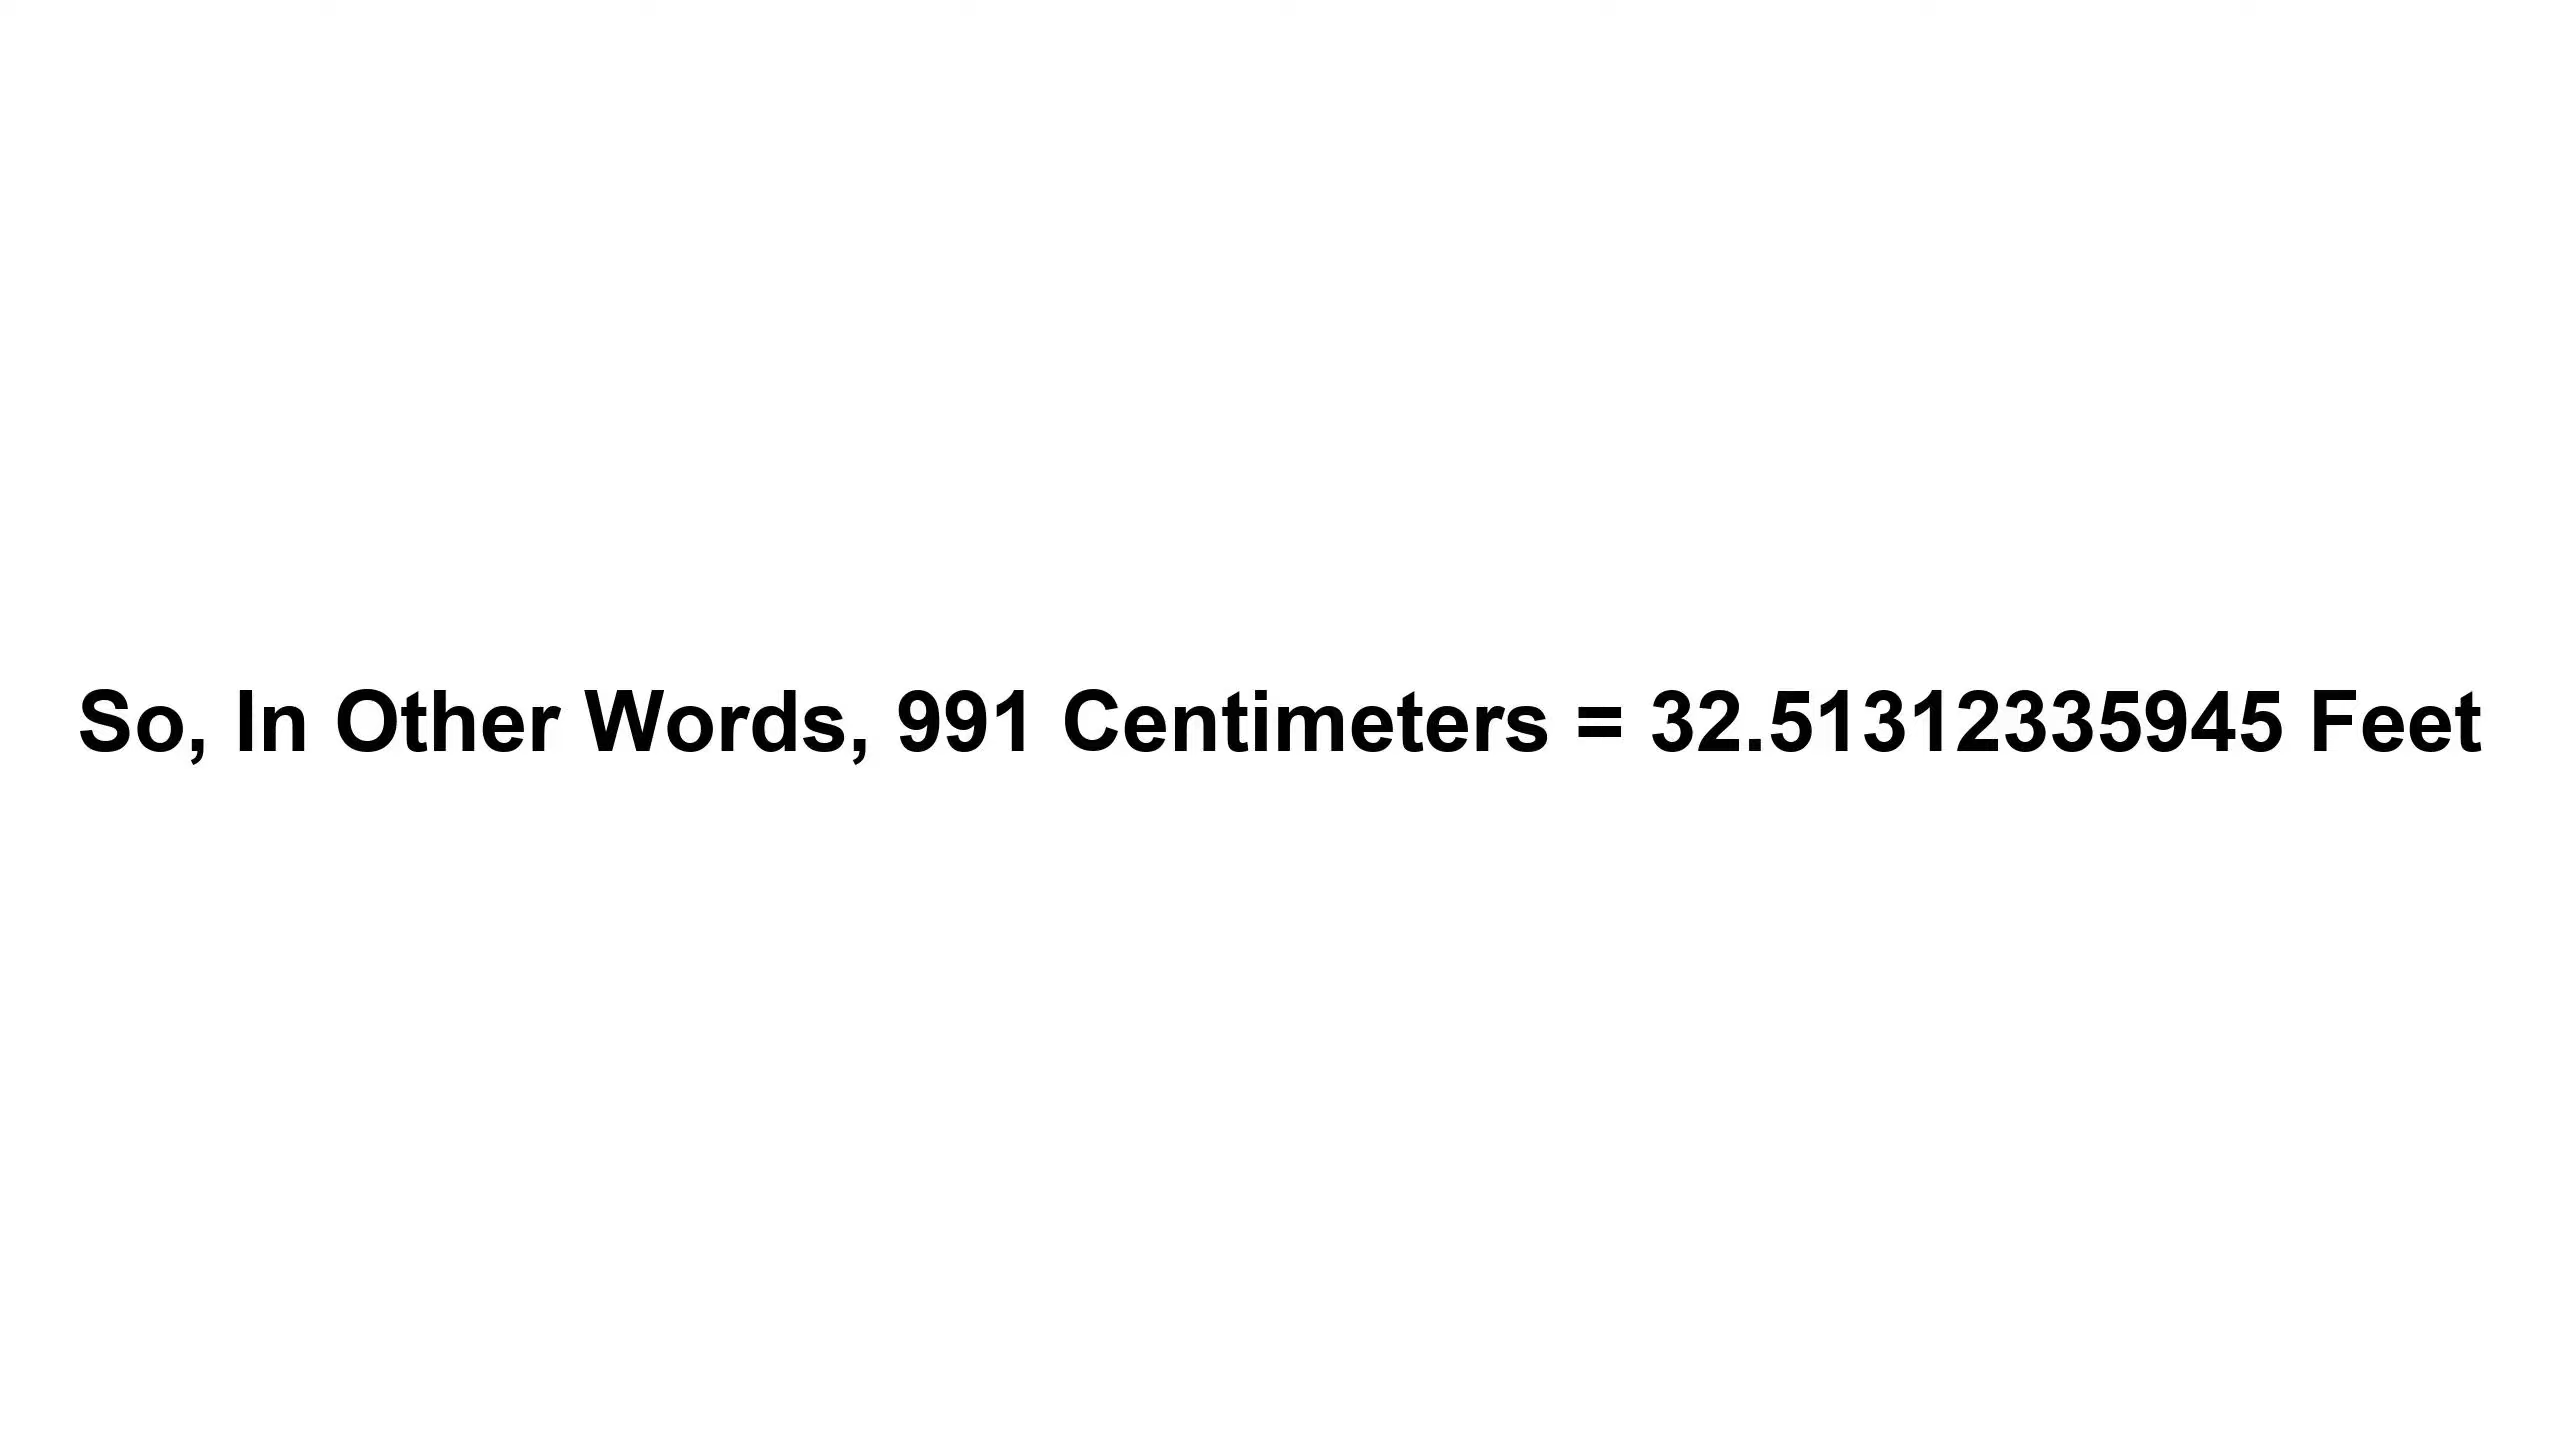 So, In Other Words, 991 Centimeters = 32.51312335945 Feet